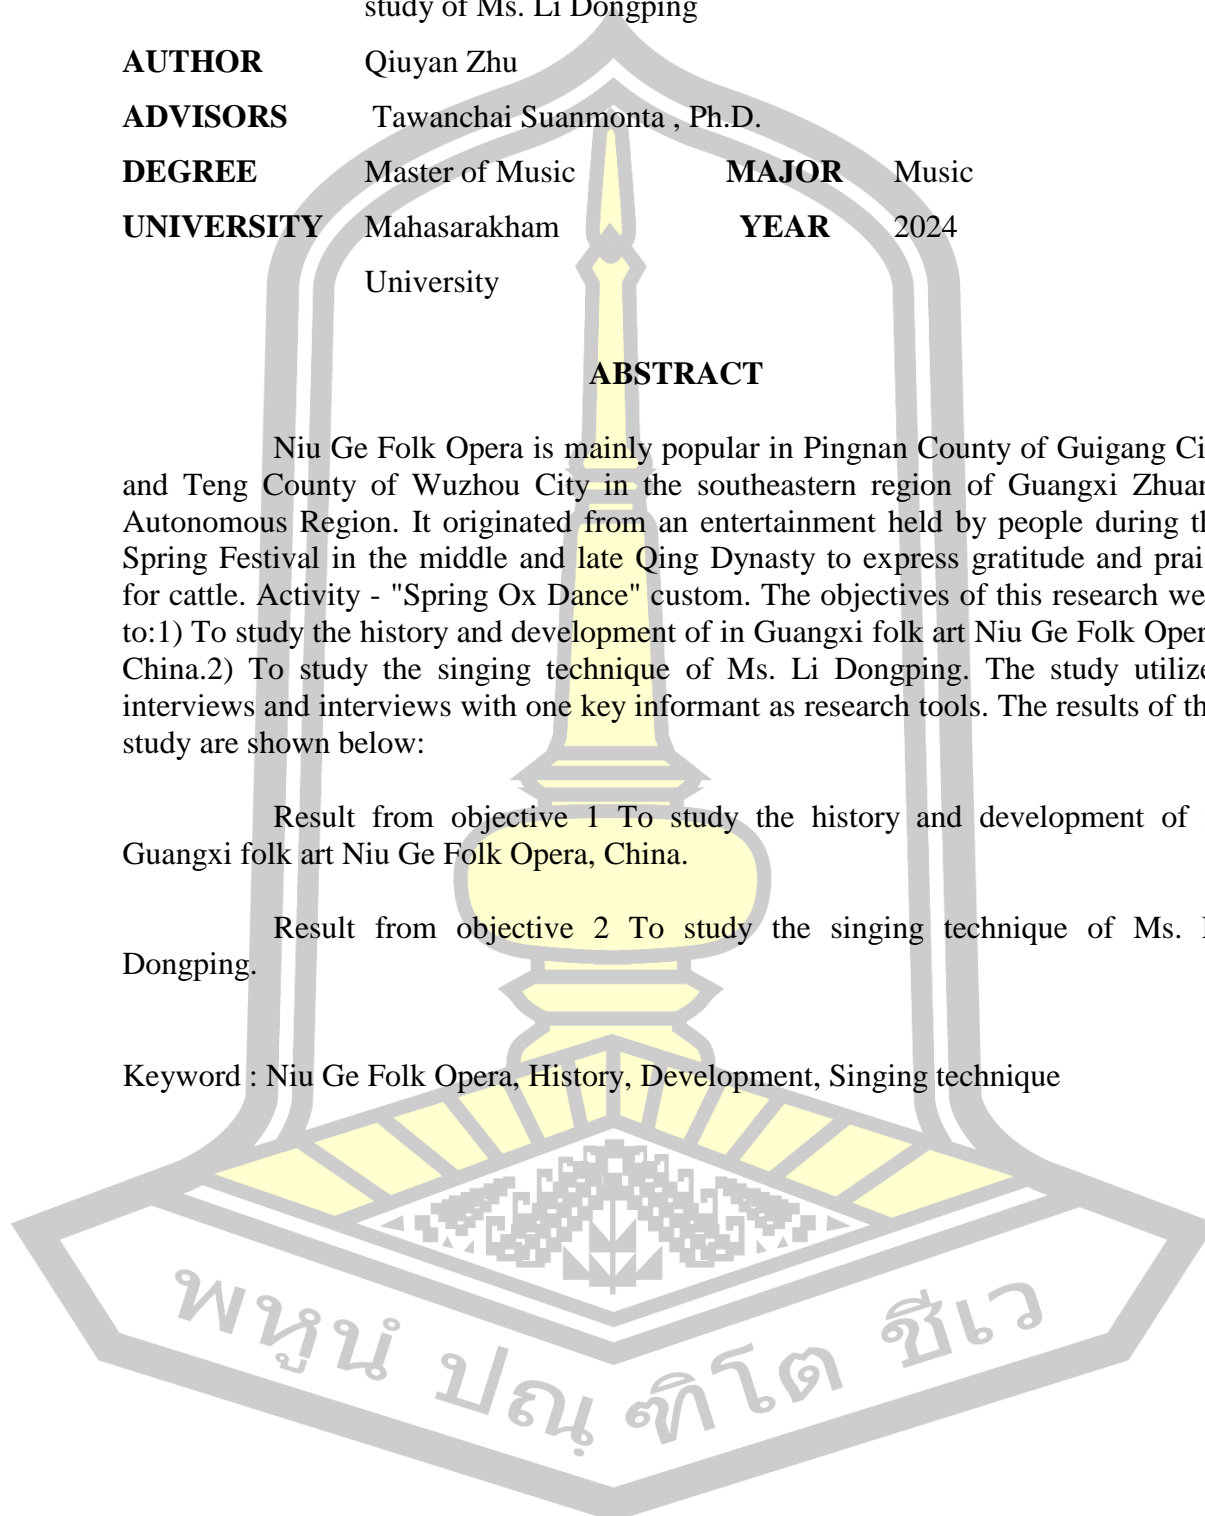 study of Ms. Li Dongping
AUTHOR Qiuyan Zhu
ADVISORS Tawanchai Suanmonta , Ph.D.
DEGREE Master of Music MAJOR Music
UNIVERSITY Mahasarakham YEAR 2024
University
ABSTRACT
Niu Ge Folk Opera is mainly popular in Pingnan County of Guigang Ci
and Teng County of Wuzhou City in the southeastern region of Guangxi Zhuan
Autonomous Region. It originated from an entertainment held by people during th
Spring Festival in the middle and late Qing Dynasty to express gratitude and prai
for cattle. Activity - "Spring Ox Dance" custom. The objectives of this research we
to:1) To study the history and development of in Guangxi folk art Niu Ge Folk Oper
China.2) To study the singing technique of Ms. Li Dongping. The study utilize
interviews and interviews with one key informant as research tools. The results of th
study are shown below:
Result from objective 1 To study the history and development of
Guangxi folk art Niu Ge Folk Opera, China.
Result from objective 2 To study the singing technique of Ms.
Dongping.
Keyword : Niu Ge Folk Opera, History, Development, Singing technique
พหูนํ ปณฺฑิโต ชีเว